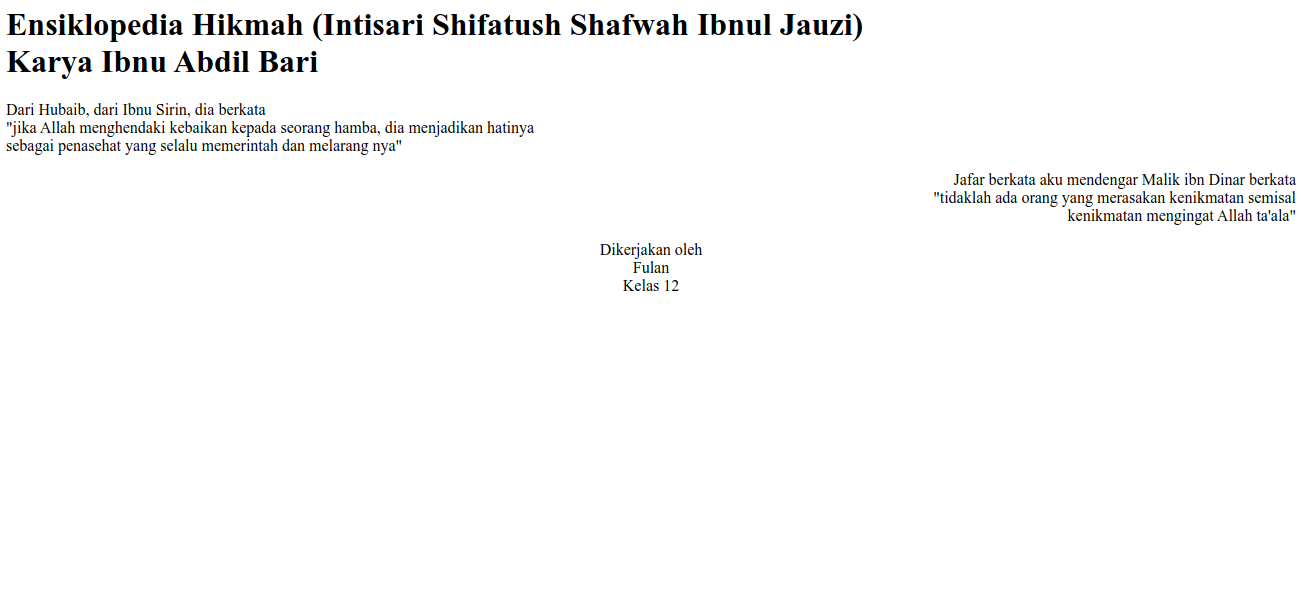 Ensiklopedia Hikmah (Intisari Shifatush Shafwah Ibnul Jauzi)
Karya Ibnu Abdil Bari
Dari Hubaib, dari Ibnu Sirin, dia berkata
"jika Allah menghendaki kebaikan kepada seorang hamba, dia menjadikan hatinya
sebagai penasehat yang selalu memerintah dan melarang nya"
Jafar berkata aku mendengar Malik ibn Dinar berkata
"tidaklah ada orang yang merasakan kenikmatan semisal
kenikmatan mengingat Allah ta'ala"
Dikerjakan oleh
Fulan
Kelas 12